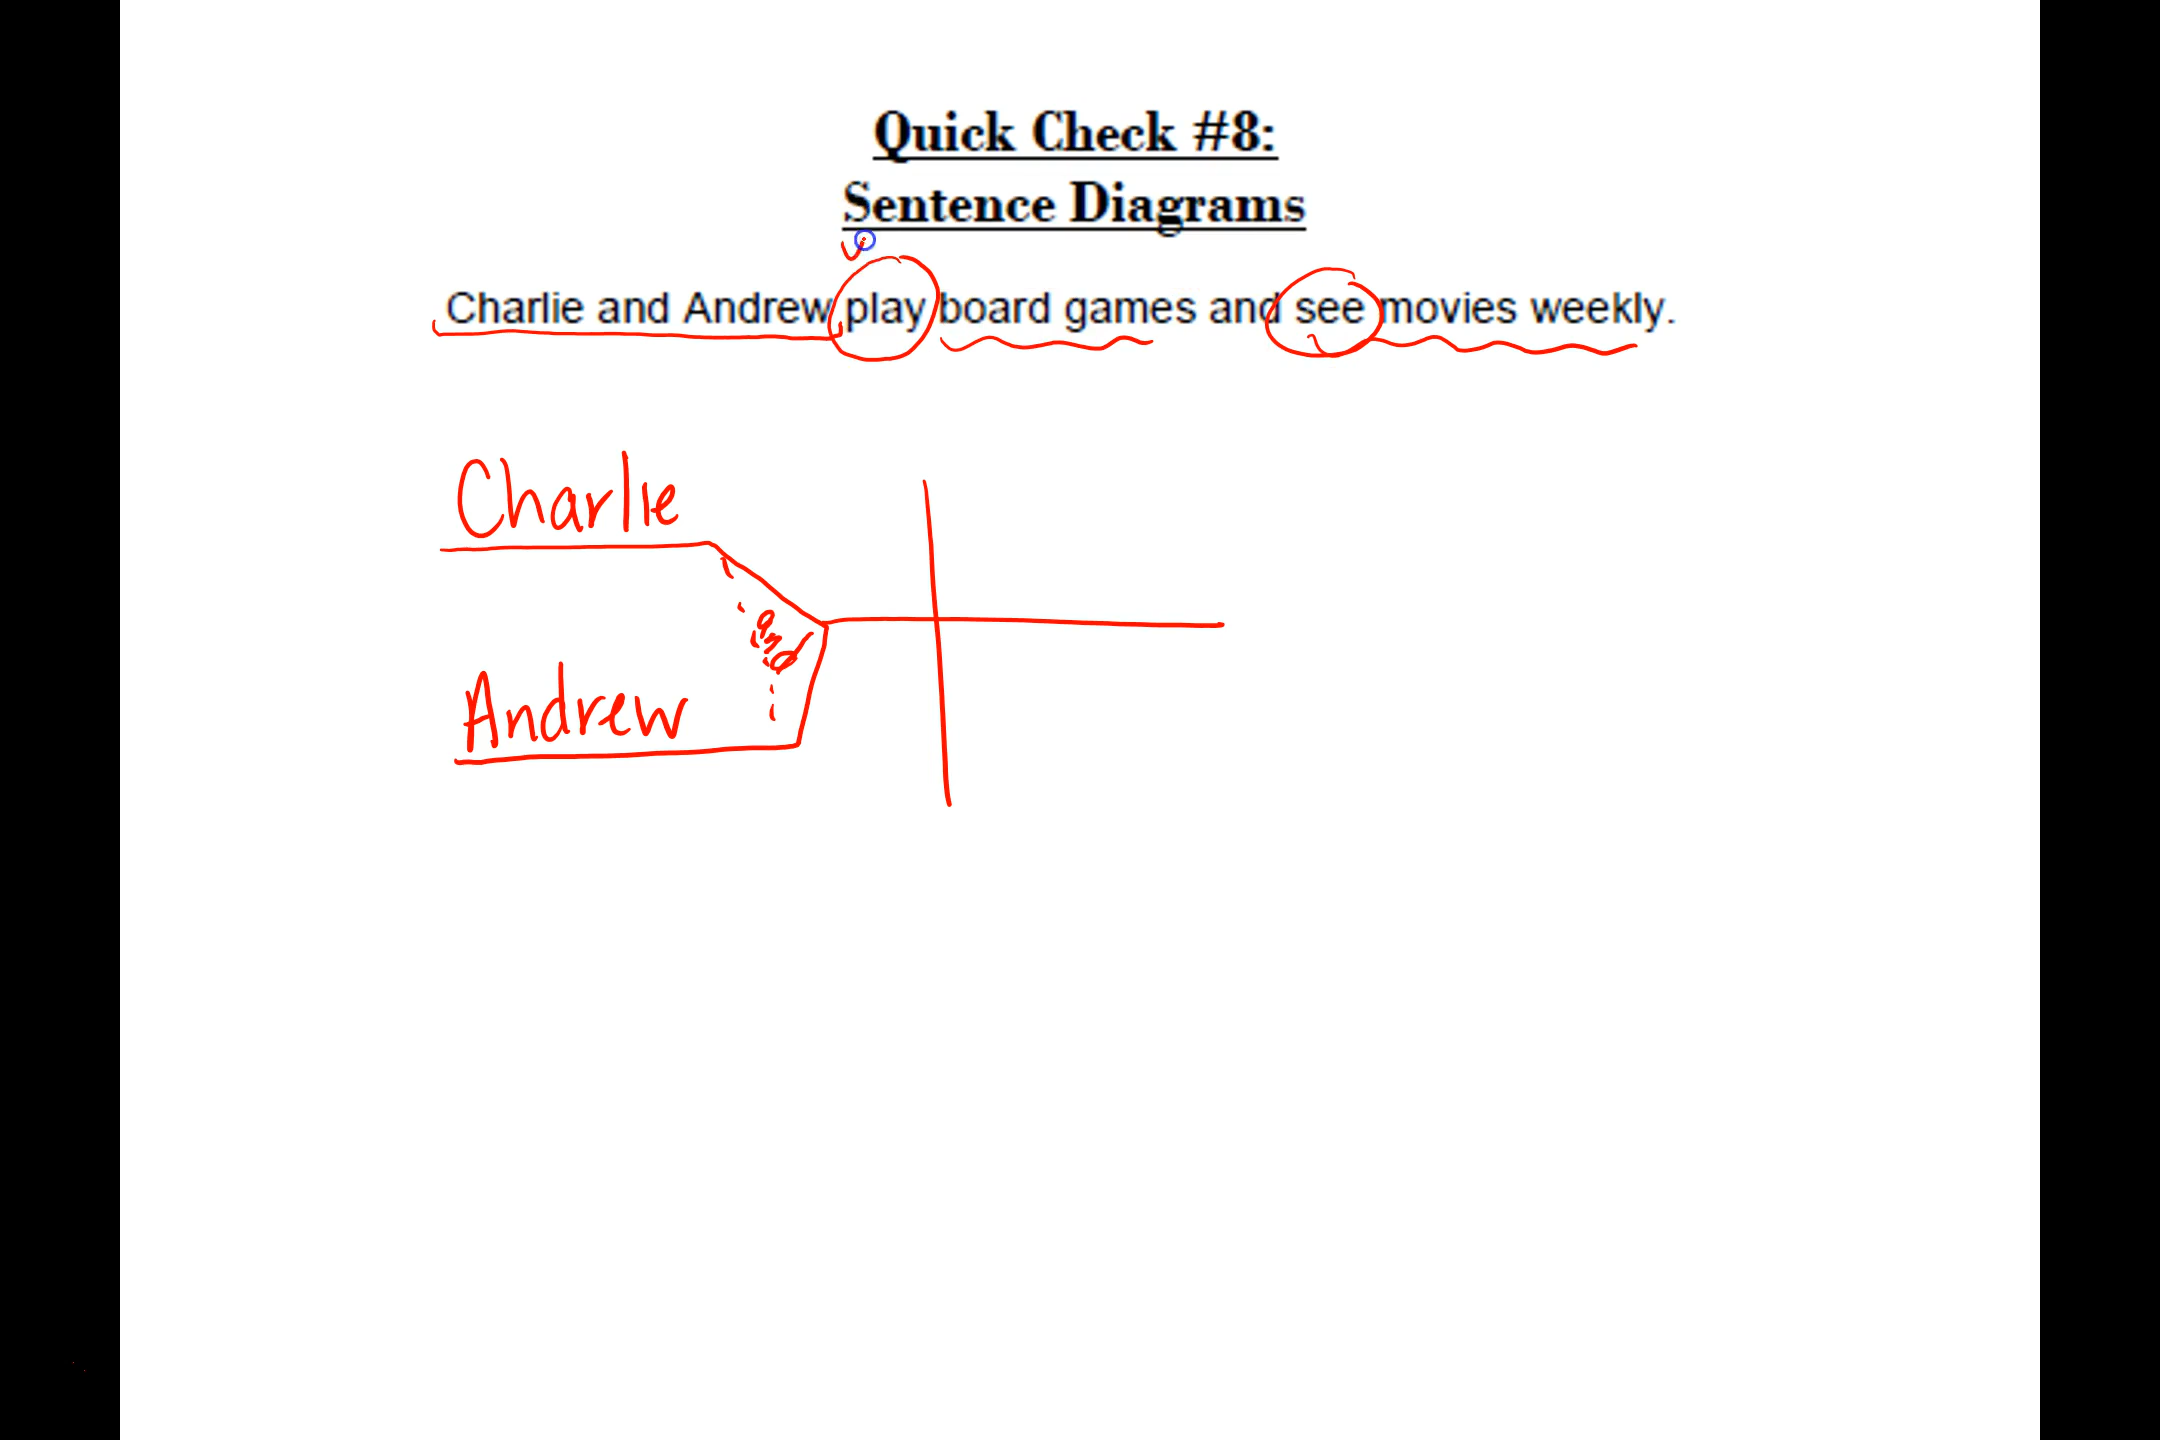 Quick Check #8:
Sentence Diagrams
Charlie and Andrew play board games and see movies weekly.
Charlie
and
Andrew